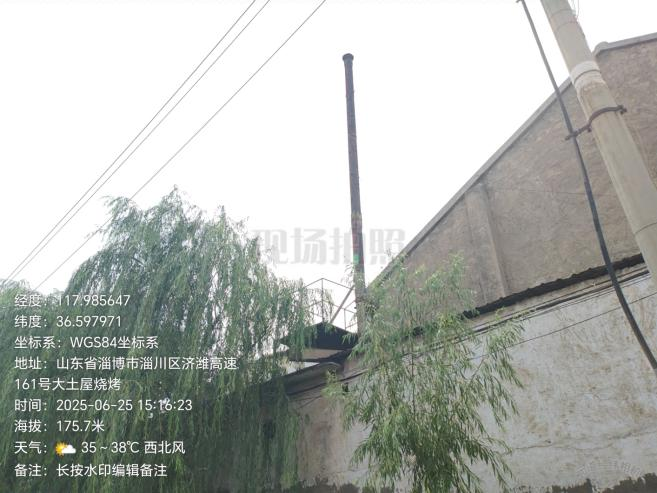 现场拍照
经度：117.985647
纬度：36.597971
坐标系：WGS84坐标系
地址：山东省淄博市淄川区济潍高速
161号大土屋烧烤
时间：2025-06-25 15:16:23
海拔：175.7米
天气：⛅ 35～38℃ 西北风
备注：长按水印编辑备注